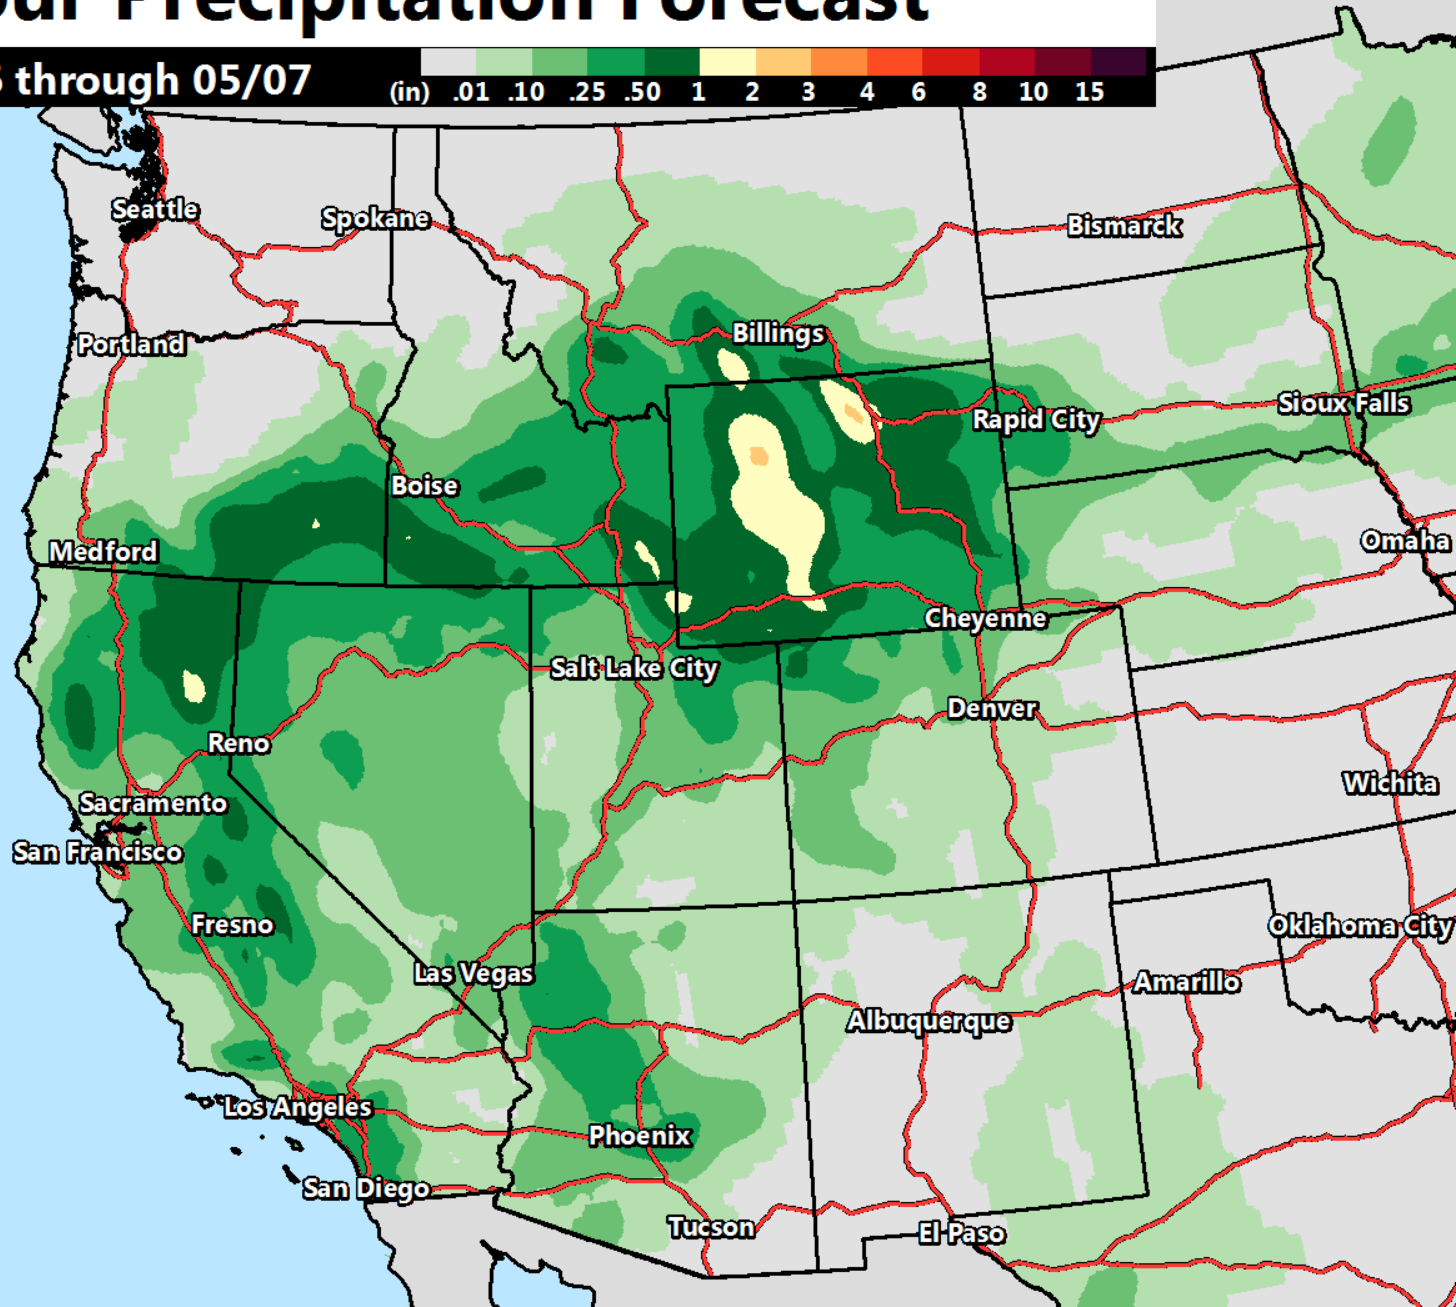 Precipitation Forecast
through 05/07
(in) .01 .10 .25 .50 1 2 3 4 6 8 10 15
Seattle
Spokane
Bismarck
Billings
Portland
Sioux Falls
Rapid City
Boise
Omaha
Medford
Cheyenne
Salt Lake City
Denver
Reno
Wichita
Sacramento
San Francisco
Fresno
Oklahoma City
Las Vegas
Amarillo
Albuquerque
Los Angeles
Phoenix
San Diego
Tucson
El Paso